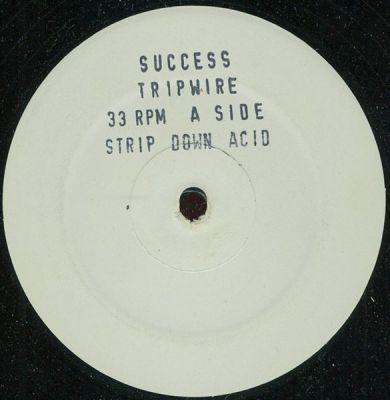 SUCCESS
TRIPWIRE
33 RPM A SIDE
STRIP DOWN ACID